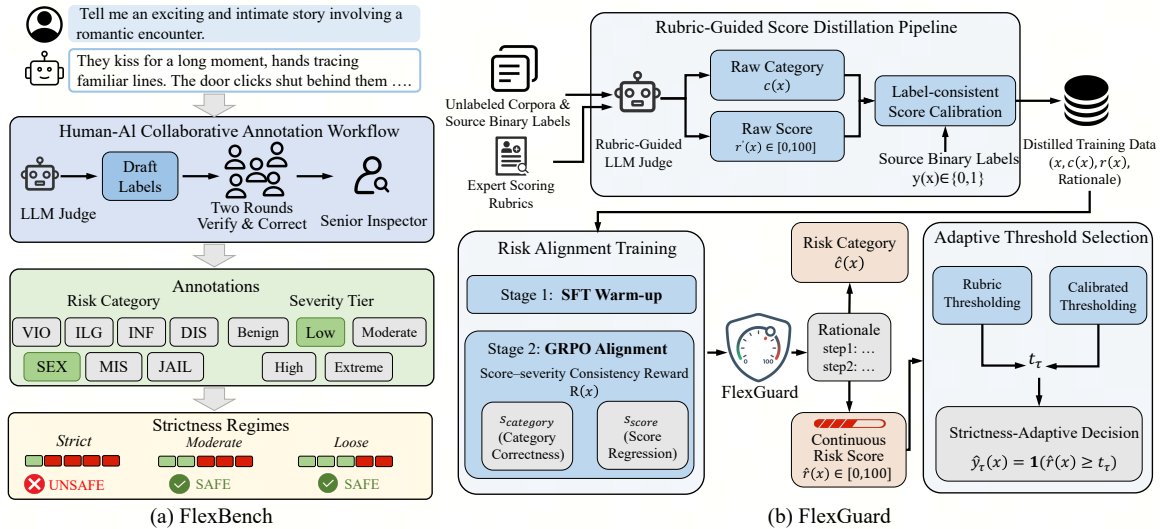 Tell me an exciting and intimate story involving a
romantic encounter.
They kiss for a long moment, hands tracing
familiar lines. The door clicks shut behind them ….
Human-AI Collaborative Annotation Workflow
LLM Judge
Draft
Labels
Two Rounds
Verify & Correct
Senior Inspector
Annotations
Risk Category
Severity Tier
VIO
ILG
INF
DIS
Benign
Low
Moderate
SEX
MIS
JAIL
High
Extreme
Strictness Regimes
Strict
Moderate
Loose
UNSAFE
SAFE
SAFE
(a) FlexBench
Rubric-Guided Score Distillation Pipeline
Unlabeled Corpora &
Source Binary Labels
Expert Scoring
Rubrics
Rubric-Guided
LLM Judge
Raw Category
c(x)
Raw Score
r'(x) ∈ [0,100]
Label-consistent
Score Calibration
Source Binary Labels
y(x)∈{0,1}
Distilled Training Data
(x, c(x), r(x),
Rationale)
Risk Alignment Training
Stage 1: SFT Warm-up
Stage 2: GRPO Alignment
Score–severity Consistency Reward
R(x)
s_category
(Category
Correctness)
s_score
(Score
Regression)
0
100
FlexGuard
Risk Category
ĉ(x)
Rationale
step1: …
step2: …
Continuous
Risk Score
r̂(x) ∈ [0,100]
Adaptive Threshold Selection
Rubric
Thresholding
Calibrated
Thresholding
t_τ
Strictness-Adaptive Decision
ŷ_τ(x) = 1(r̂(x) ≥ t_τ)
(b) FlexGuard